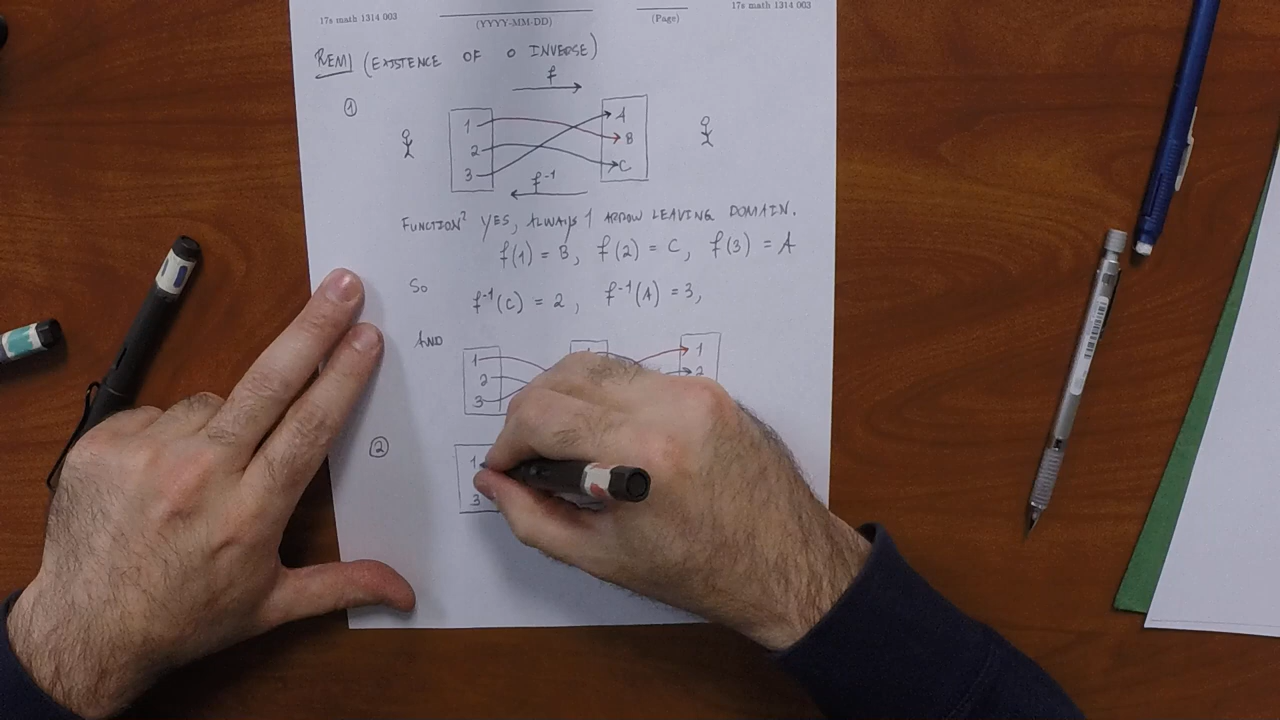 17s math 1314 003 (YYYY-MM-DD) (Page) 17s math 1314 003
REM (EXISTENCE OF INVERSE)
f
①
1 A
2 B
3 C
f⁻¹
FUNCTION? YES, ALWAYS 1 ARROW LEAVING DOMAIN.
f(1) = B, f(2) = C, f(3) = A
SO
f⁻¹(C) = 2, f⁻¹(A) = 3,
AND
1 1
2 2
3
②
1
3